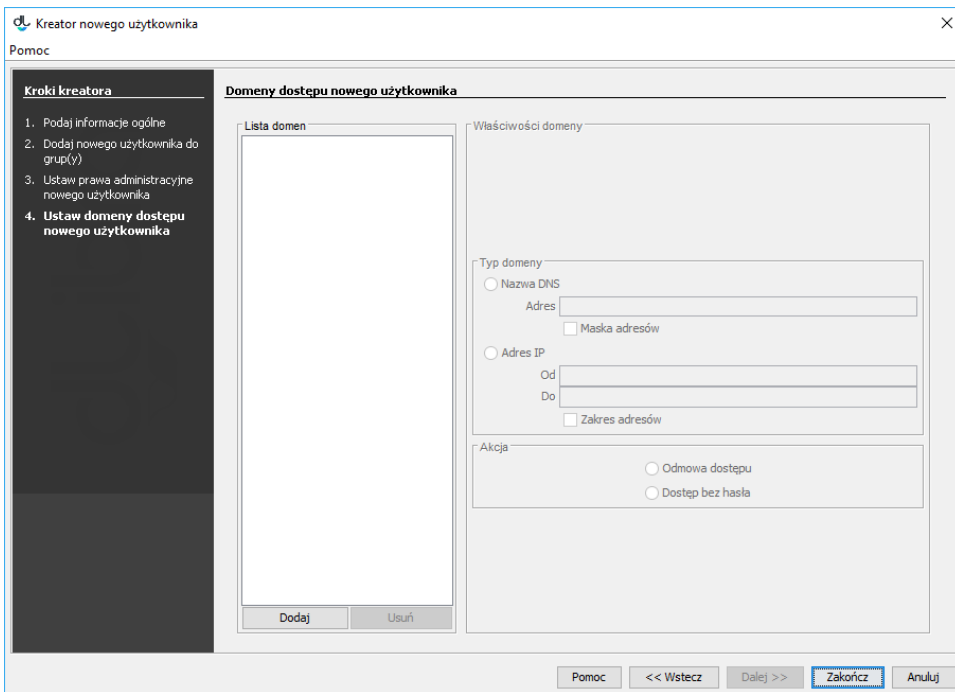 Kreator nowego użytkownika
Pomoc
Kroki kreatora
1. Podaj informacje ogólne
2. Dodaj nowego użytkownika do
grup(y)
3. Ustaw prawa administracyjne
nowego użytkownika
4. Ustaw domeny dostępu
nowego użytkownika
Domeny dostępu nowego użytkownika
Lista domen
Dodaj
Usuń
Właściwości domeny
Typ domeny
Nazwa DNS
Adres
Maska adresów
Adres IP
Od
Do
Zakres adresów
Akcja
Odmowa dostępu
Dostęp bez hasła
Pomoc
<< Wstecz
Dalej >>
Zakończ
Anuluj